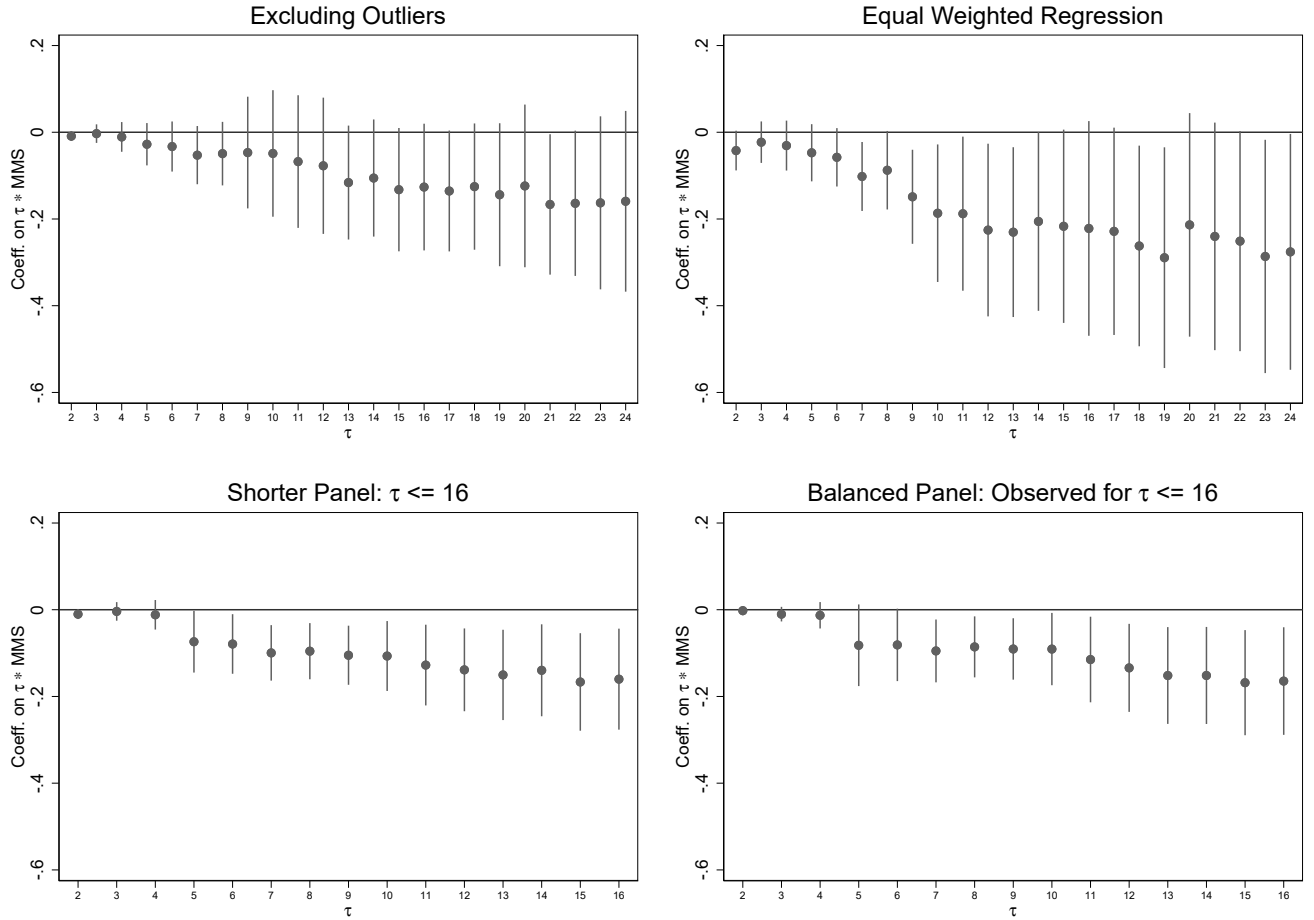 Excluding Outliers
Coeff. on τ * MMS
.2
0
-.2
-.4
-.6
2 3 4 5 6 7 8 9 10 11 12 13 14 15 16 17 18 19 20 21 22 23 24
τ
Equal Weighted Regression
Coeff. on τ * MMS
.2
0
-.2
-.4
-.6
2 3 4 5 6 7 8 9 10 11 12 13 14 15 16 17 18 19 20 21 22 23 24
τ
Shorter Panel: τ <= 16
Coeff. on τ * MMS
.2
0
-.2
-.4
-.6
2 3 4 5 6 7 8 9 10 11 12 13 14 15 16
τ
Balanced Panel: Observed for τ <= 16
Coeff. on τ * MMS
.2
0
-.2
-.4
-.6
2 3 4 5 6 7 8 9 10 11 12 13 14 15 16
τ